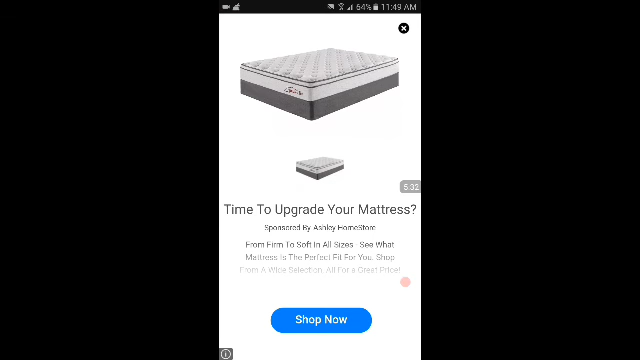 64% 11:49 AM
5:32
Time To Upgrade Your Mattress?
Sponsored By Ashley HomeStore
From Firm To Soft In All Sizes - See What
Mattress Is The Perfect Fit For You. Shop
From A Wide Selection, All For a Great Price!
Shop Now